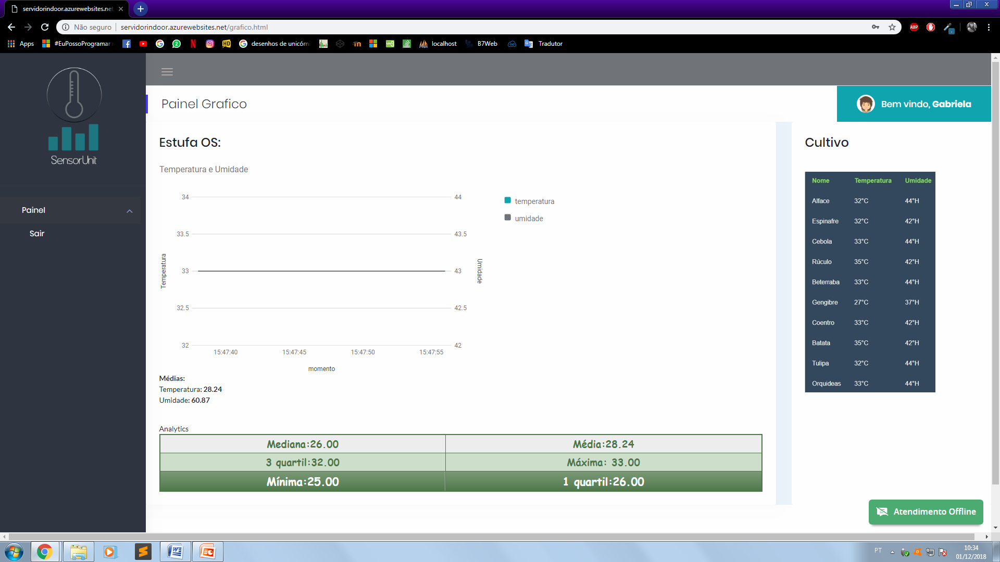 servidorindoor.azurewebsites.net
Não seguro | servidorindoor.azurewebsites.net/grafico.html
Apps #EuPossoProgramar desenhos de unicórni localhost B7Web Tradutor
SensorUnit
Painel
Sair
Painel Grafico
Bem vindo, Gabriela
Estufa OS:
Temperatura e Umidade
34 44
33.5 43.5
33 43
32.5 42.5
32 42
Temperatura
Umidade
15:47:40 15:47:45 15:47:50 15:47:55
momento
temperatura
umidade
Médias:
Temperatura: 28.24
Umidade: 60.87
Analytics
Mediana:26.00 Média:28.24
3 quartil:32.00 Máxima: 33.00
Mínima:25.00 1 quartil:26.00
Cultivo
Nome Temperatura Umidade
Alface 32°C 44°H
Espinafre 32°C 42°H
Cebola 33°C 44°H
Rúculo 35°C 42°H
Beterraba 33°C 44°H
Gengibre 27°C 37°H
Coentro 33°C 42°H
Batata 35°C 42°H
Tulipa 32°C 44°H
Orquideas 33°C 44°H
Atendimento Offline
PT 10:34
01/12/2018